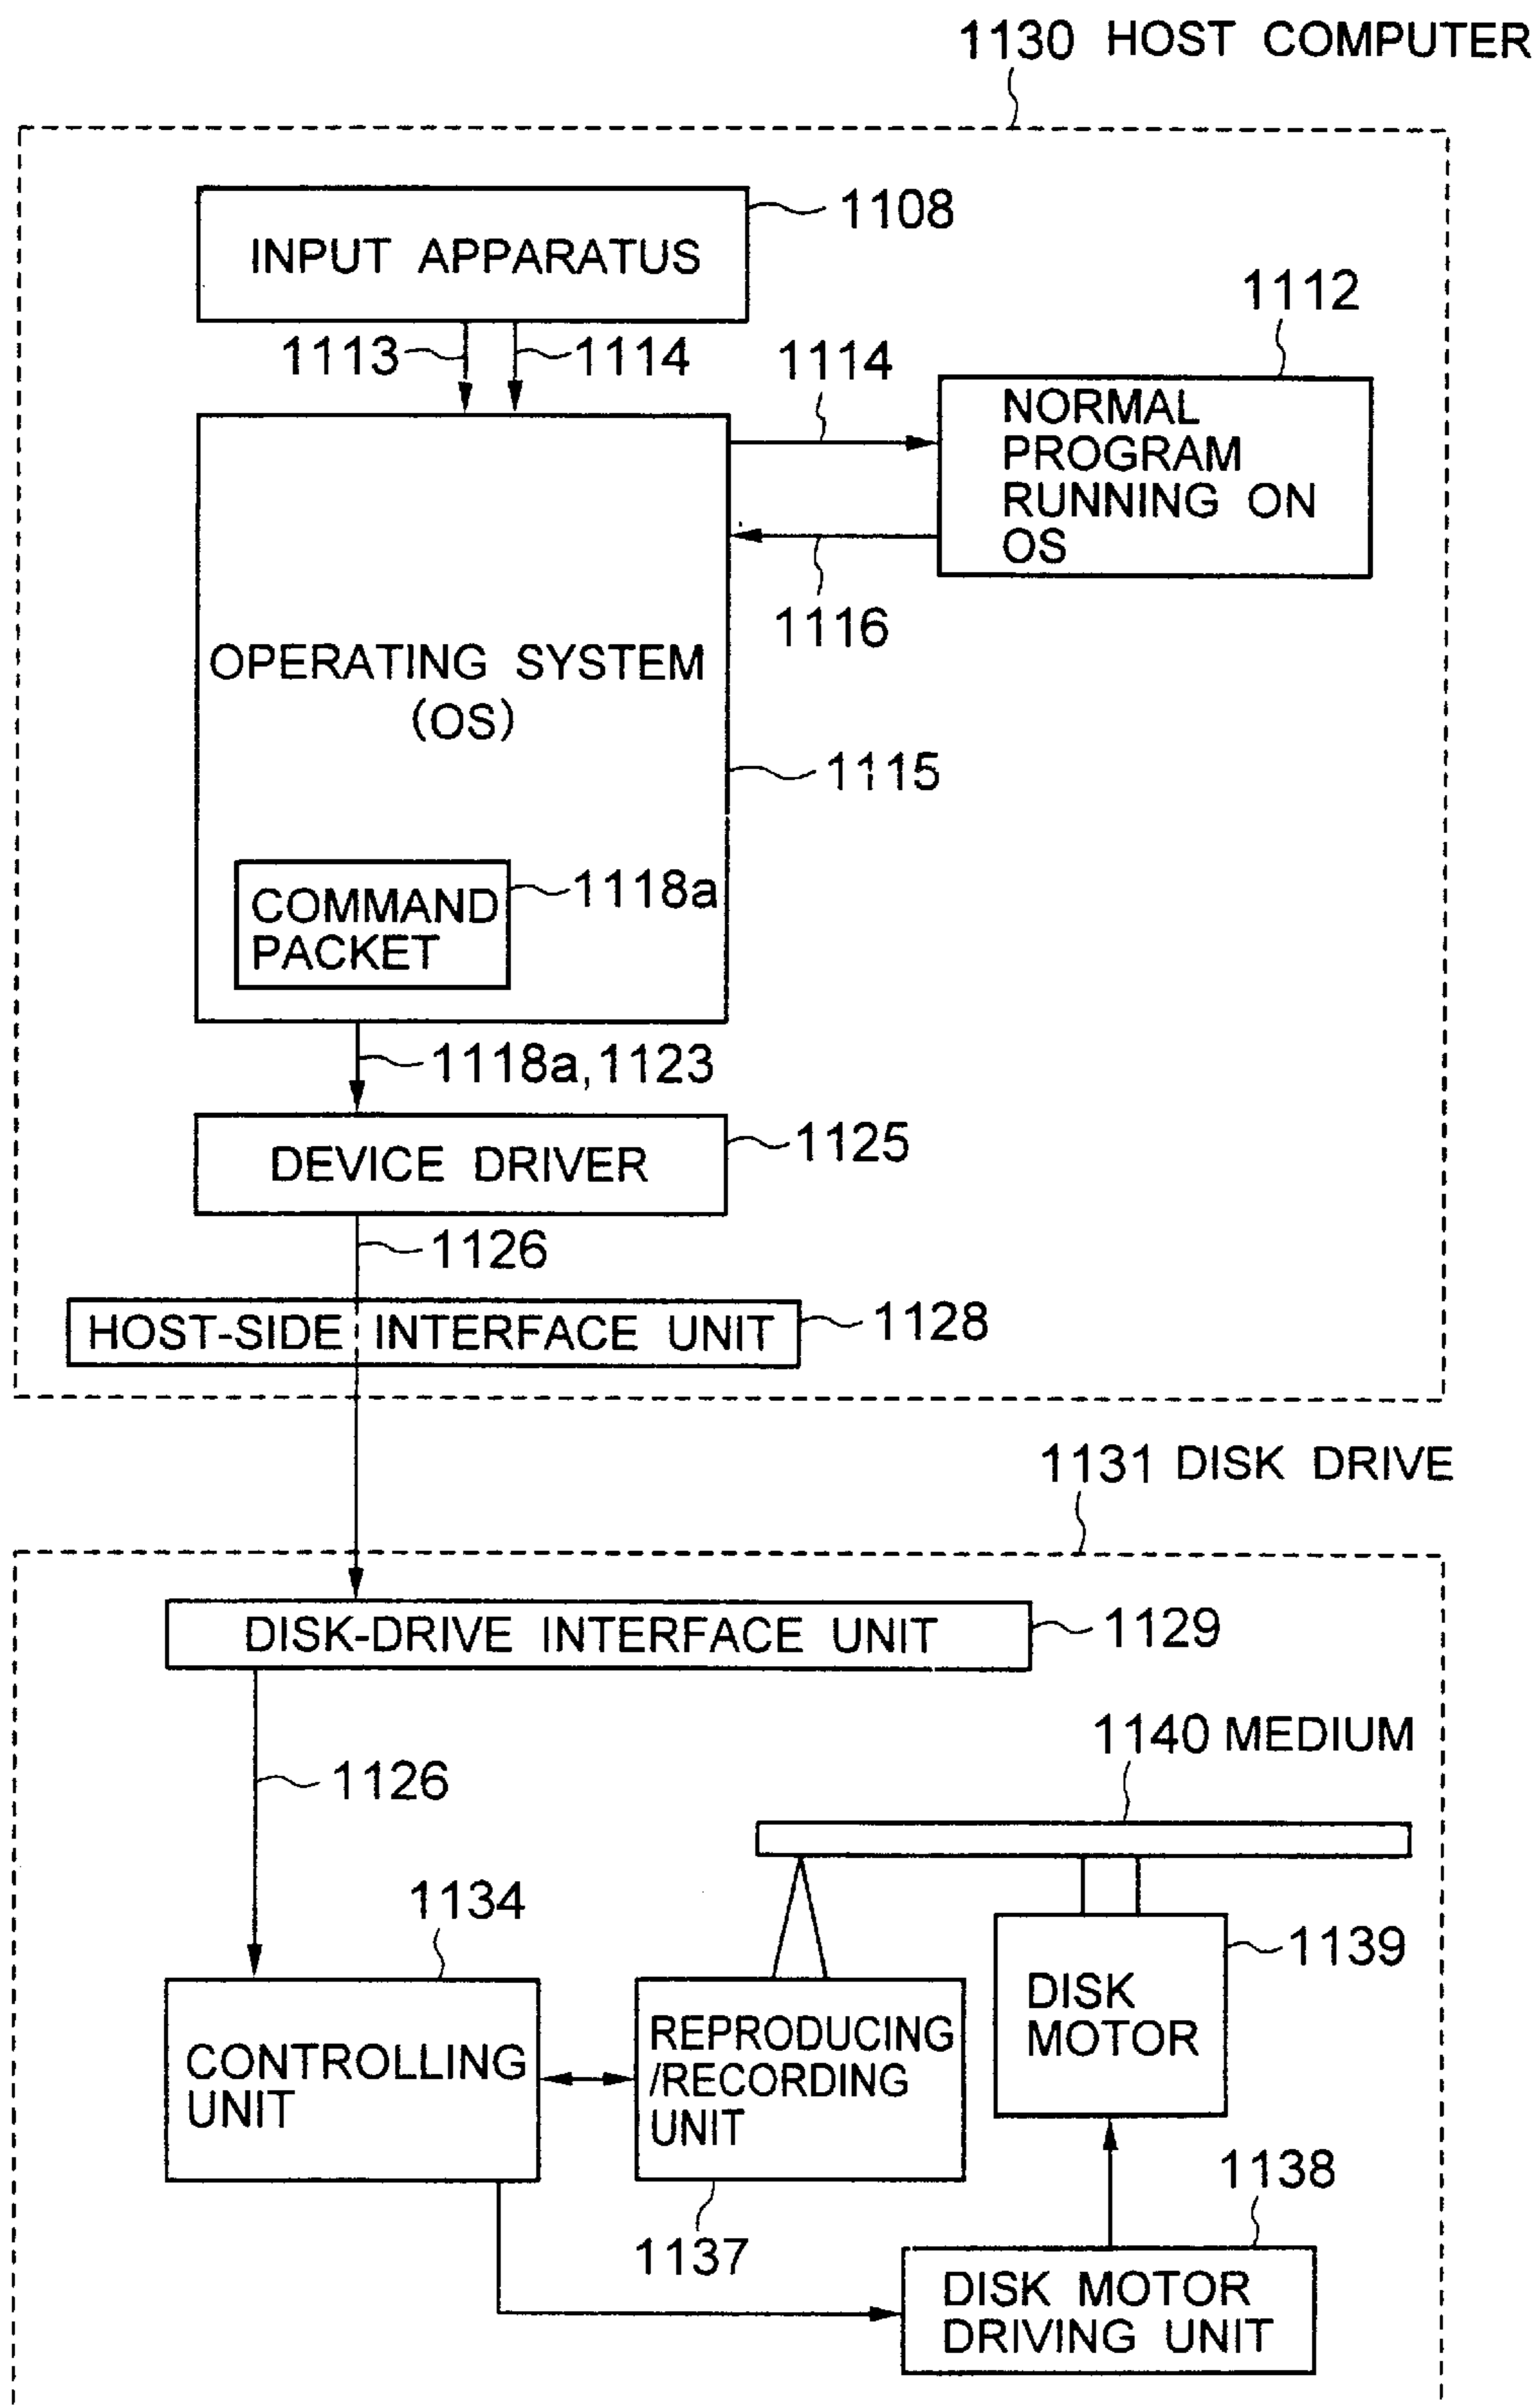 1130 HOST COMPUTER
INPUT APPARATUS
1108
1113
1114
1114
1112
NORMAL
PROGRAM
RUNNING ON
OS
1116
OPERATING SYSTEM
(OS)
1115
COMMAND
PACKET
1118a
1118a,1123
DEVICE DRIVER
1125
1126
HOST-SIDE INTERFACE UNIT
1128
1131 DISK DRIVE
DISK-DRIVE INTERFACE UNIT
1129
1126
1140 MEDIUM
1134
CONTROLLING
UNIT
REPRODUCING
/RECORDING
UNIT
1137
DISK
MOTOR
1139
1138
DISK MOTOR
DRIVING UNIT